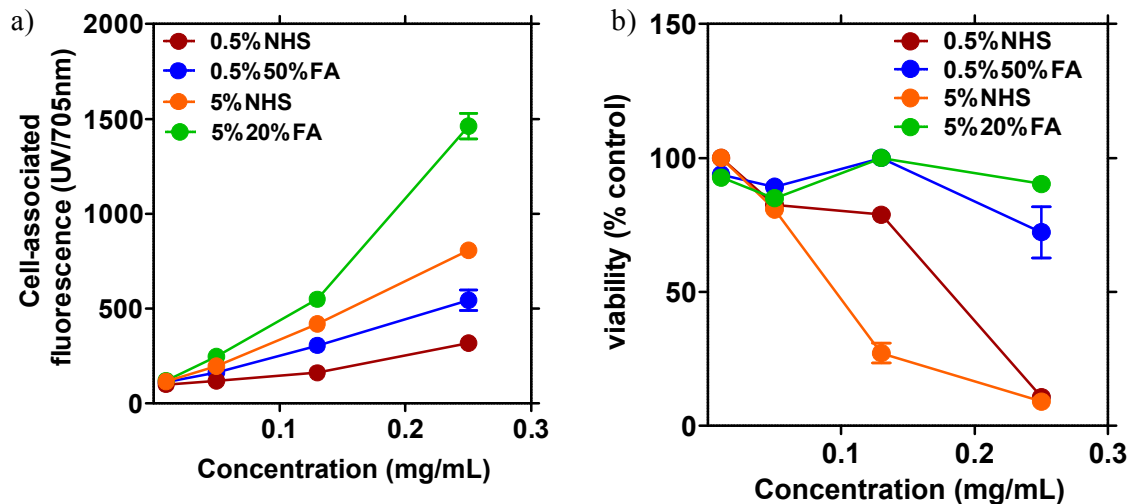 a)
Cell-associated
fluorescence (UV/705nm)
2000
1500
1000
500
0
0.5%NHS
0.5%50%FA
5%NHS
5%20%FA
0.1
0.2
0.3
Concentration (mg/mL)
b)
viability (% control)
150
100
50
0
0.5%NHS
0.5%50%FA
5%NHS
5%20%FA
0.1
0.2
0.3
Concentration (mg/mL)